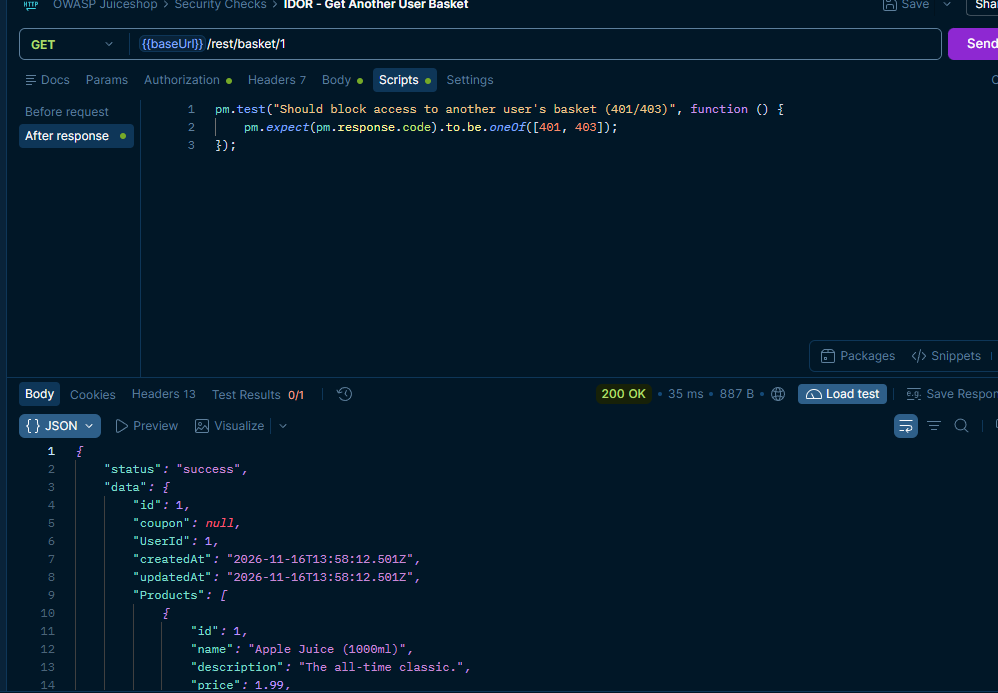 HTTP OWASP Juiceshop > Security Checks > IDOR - Get Another User Basket Save
GET {{baseUrl}}/rest/basket/1 Send
Docs Params Authorization Headers 7 Body Scripts Settings
Before request
After response
1 pm.test("Should block access to another user's basket (401/403)", function () {
2 pm.expect(pm.response.code).to.be.oneOf([401, 403]);
3 });
Packages </> Snippets
Body Cookies Headers 13 Test Results 0/1 200 OK • 35 ms • 887 B • Load test e.g. Save Respon
{} JSON Preview Visualize
1 {
2 "status": "success",
3 "data": {
4 "id": 1,
5 "coupon": null,
6 "UserId": 1,
7 "createdAt": "2026-11-16T13:58:12.501Z",
8 "updatedAt": "2026-11-16T13:58:12.501Z",
9 "Products": [
10 {
11 "id": 1,
12 "name": "Apple Juice (1000ml)",
13 "description": "The all-time classic.",
14 "price": 1.99,